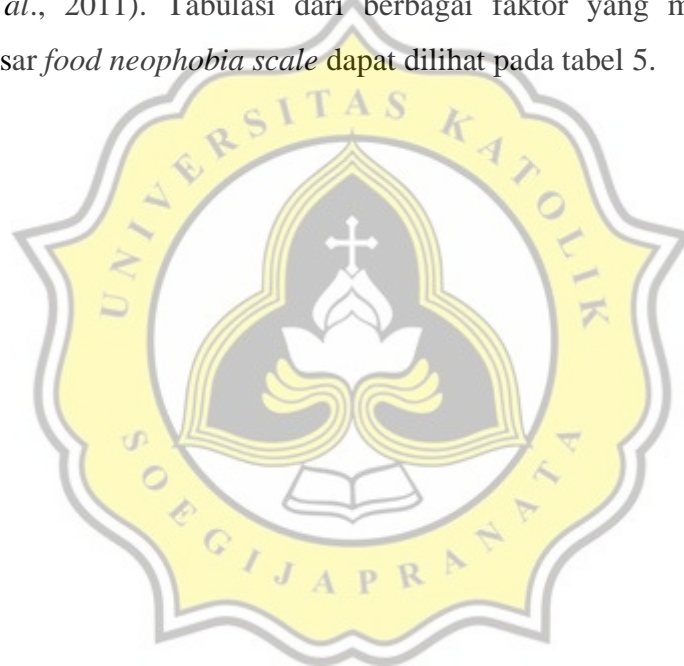 al., 2011). Tabulasi dari berbagai faktor yang m
sar food neophobia scale dapat dilihat pada tabel 5.
UNIVERSITAS KATOLIK
SOEGIJAPRANATA